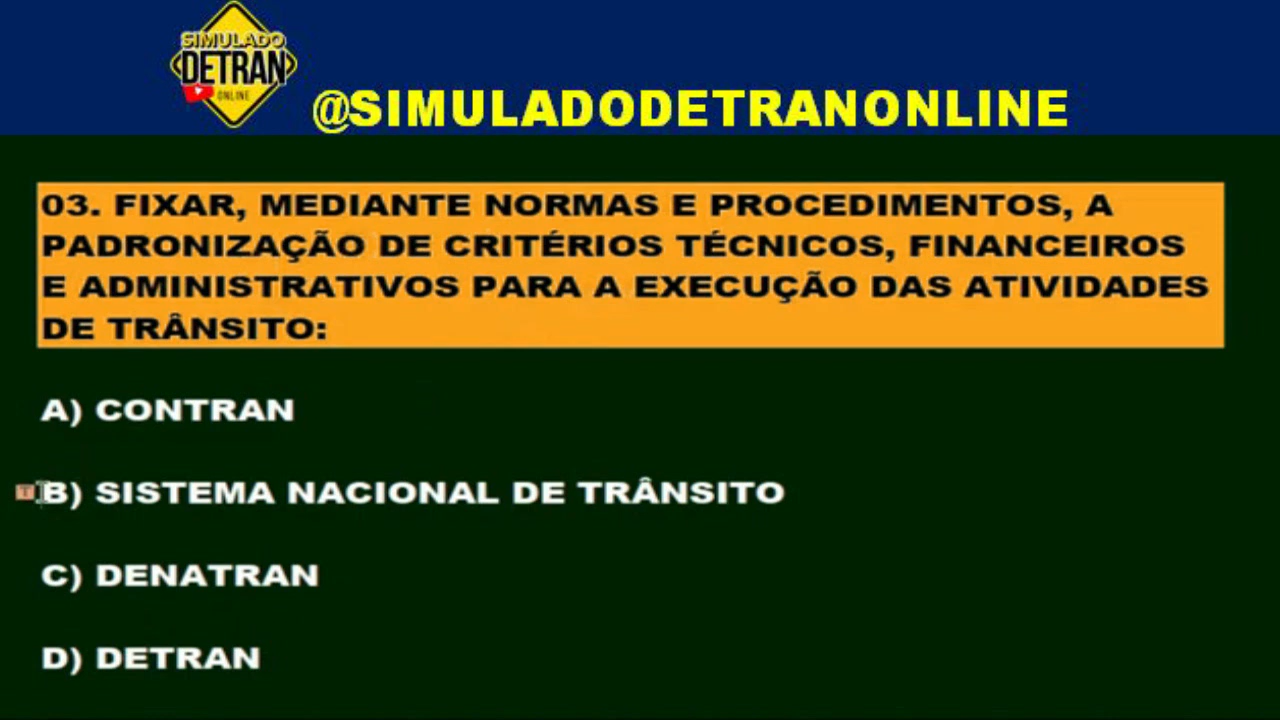 SIMULADO
DETRAN
ONLINE
@SIMULADODETRANONLINE
03. FIXAR, MEDIANTE NORMAS E PROCEDIMENTOS, A
PADRONIZAÇÃO DE CRITÉRIOS TÉCNICOS, FINANCEIROS
E ADMINISTRATIVOS PARA A EXECUÇÃO DAS ATIVIDADES
DE TRÂNSITO:
A) CONTRAN
B) SISTEMA NACIONAL DE TRÂNSITO
C) DENATRAN
D) DETRAN